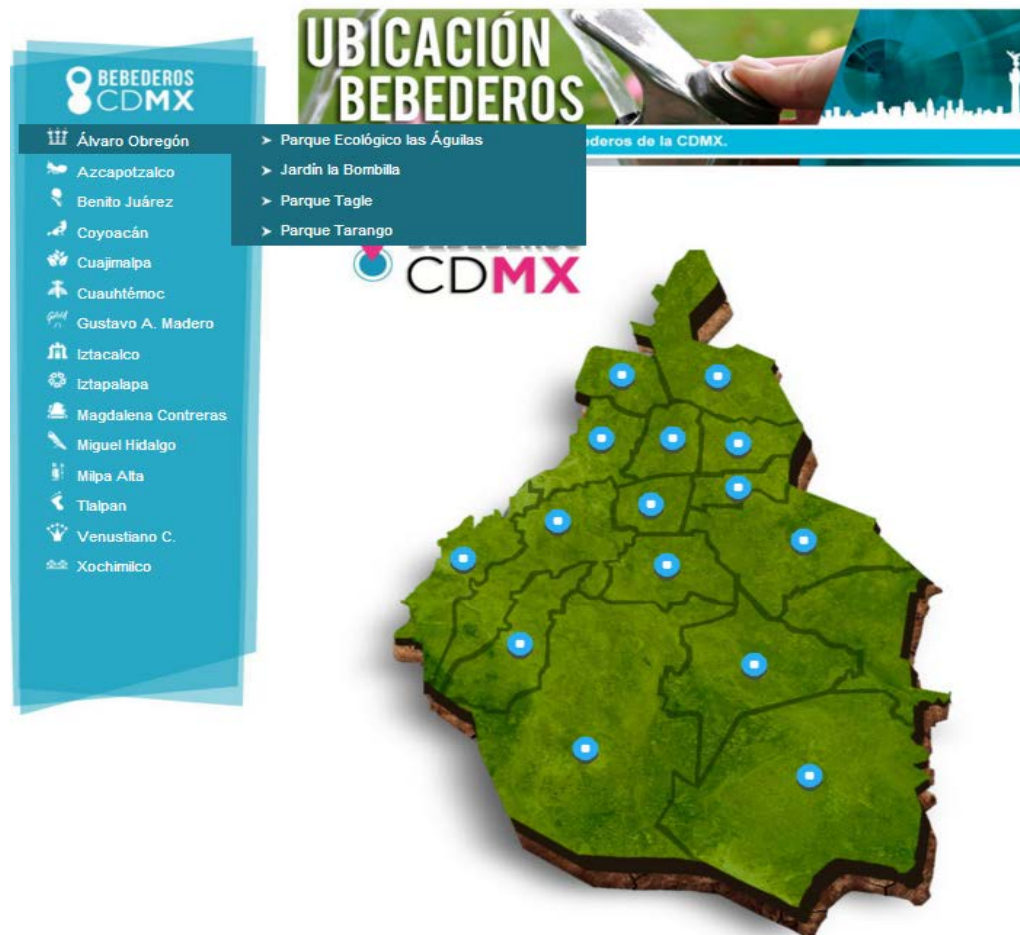 UBICACIÓN
BEBEDEROS
BEBEDEROS
CDMX
ederos de la CDMX.
Álvaro Obregón
Azcapotzalco
Benito Juárez
Coyoacán
Cuajimalpa
Cuauhtémoc
Gustavo A. Madero
Iztacalco
Iztapalapa
Magdalena Contreras
Miguel Hidalgo
Milpa Alta
Tlalpan
Venustiano C.
Xochimilco
➤ Parque Ecológico las Águilas
➤ Jardín la Bombilla
➤ Parque Tagle
➤ Parque Tarango
CDMX